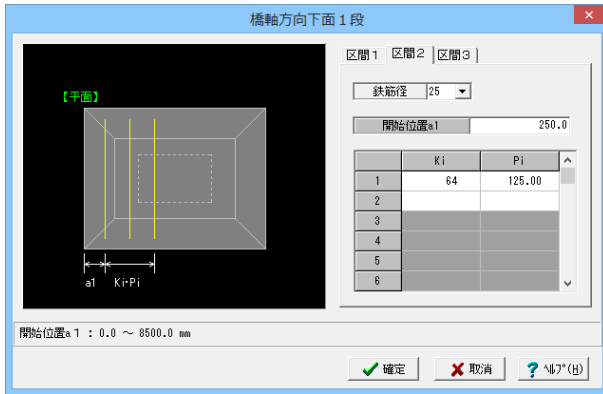 橋軸方向下面１段
区間１ 区間２ 区間３
【平面】
鉄筋径 25
開始位置a1 250.0
Ki Pi
1 64 125.00
2
3
4
5
6
a1 Ki･Pi
開始位置a１ : 0.0 ～ 8500.0 mm
確定 取消 ﾍﾙﾌﾟ(H)